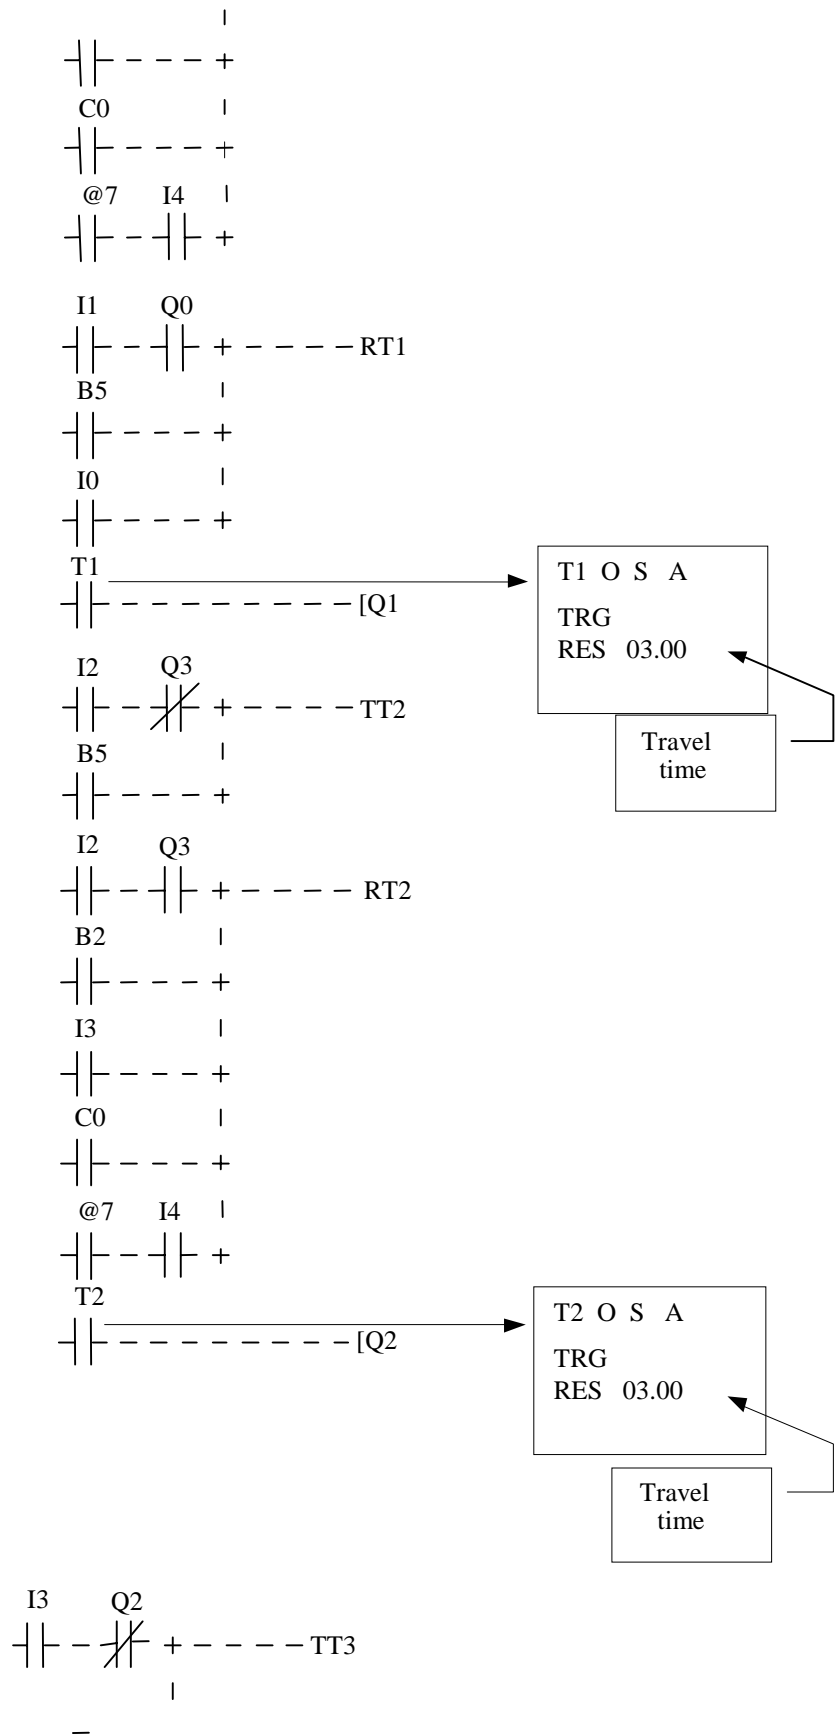 C0
@7 I4
I1 Q0
RT1
B5
I0
T1
[Q1
T1 O S A
TRG
RES 03.00
Travel
time
I2 Q3
TT2
B5
I2 Q3
RT2
B2
I3
C0
@7 I4
T2
[Q2
T2 O S A
TRG
RES 03.00
Travel
time
I3 Q2
TT3